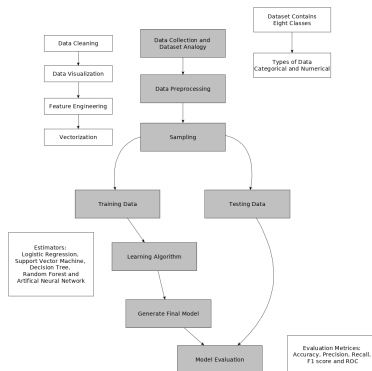 Dataset Contains
Eight Classes
Data Cleaning
Data Collection and
Dataset Analogy
Data Visualization
Types of Data
Categorical and Numerical
Data Preprocessing
Feature Engineering
Vectorization
Sampling
Training Data
Testing Data
Estimators:
Logistic Regression,
Support Vector Machine,
Decision Tree,
Random Forest and
Artifical Neural Network
Learning Algorithm
Generate Final Model
Model Evaluation
Evaluation Metrices:
Accuracy, Precision, Recall,
F1 score and ROC